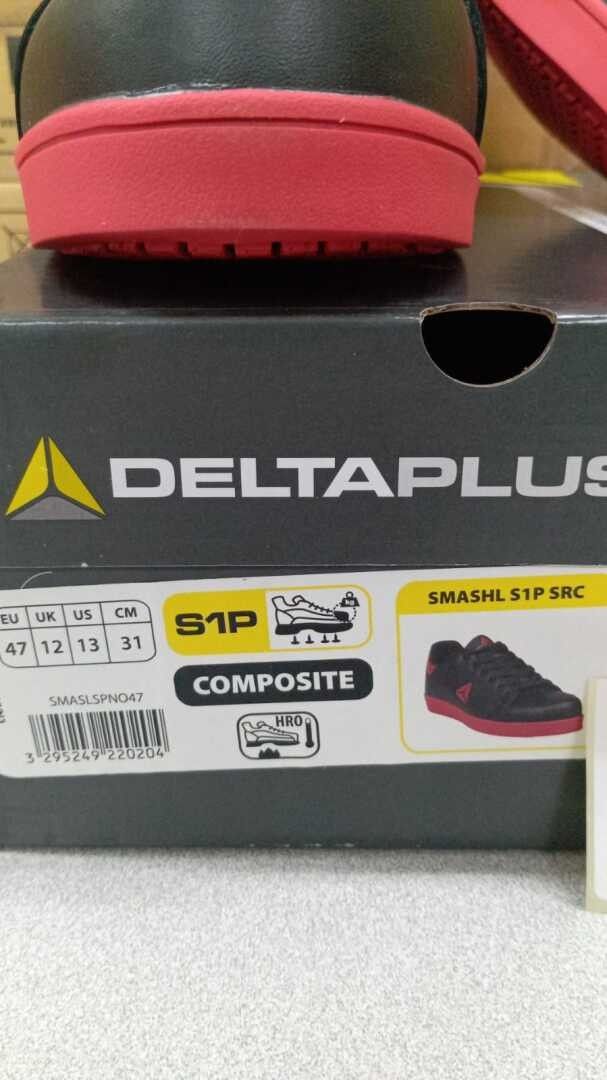 DELTAPLUS
EU UK US CM
47 12 13 31
S1P
kg
SMASHL S1P SRC
COMPOSITE
SMASLSPNO47
HRO
3 295249 220204